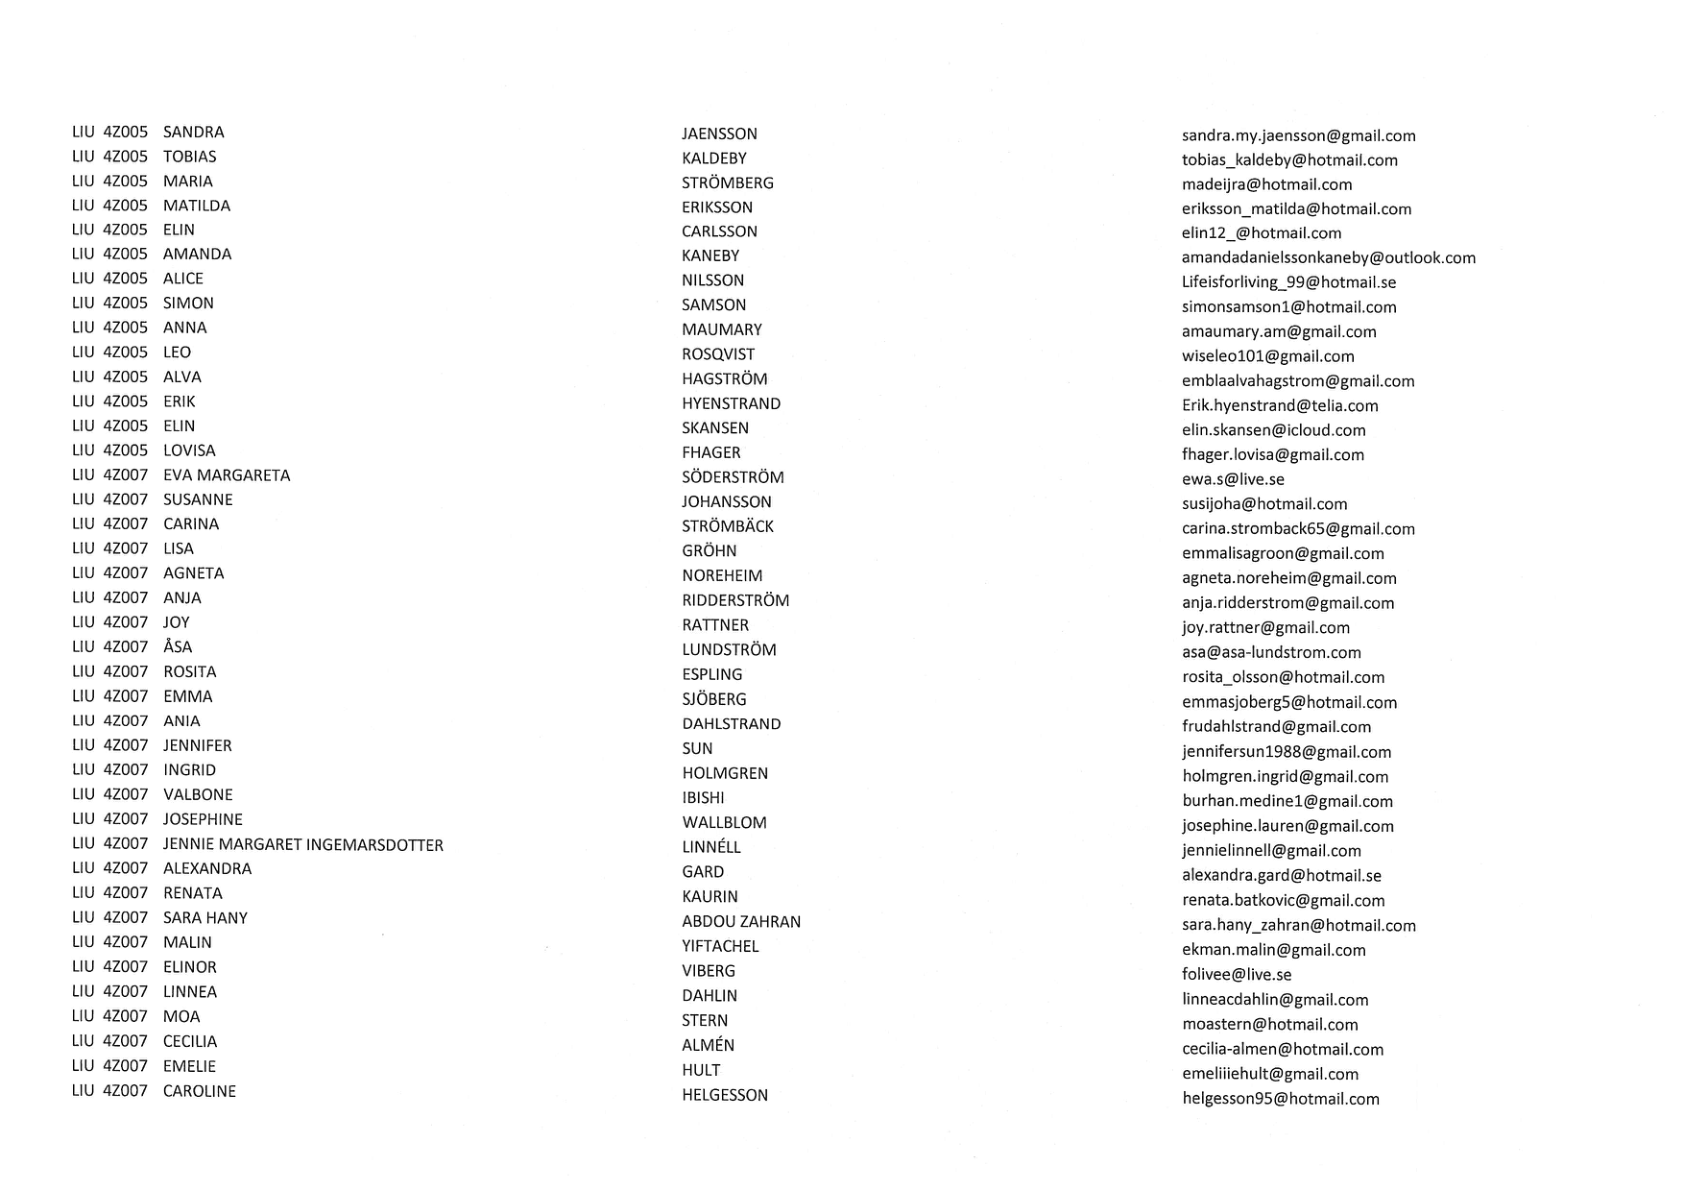 LIU 4Z005 SANDRA JAENSSON sandra.my.jaensson@gmail.com
LIU 4Z005 TOBIAS KALDEBY tobias_kaldeby@hotmail.com
LIU 4Z005 MARIA STRÖMBERG madeijra@hotmail.com
LIU 4Z005 MATILDA ERIKSSON eriksson_matilda@hotmail.com
LIU 4Z005 ELIN CARLSSON elin12_@hotmail.com
LIU 4Z005 AMANDA KANEBY amandadanielssonkaneby@outlook.com
LIU 4Z005 ALICE NILSSON Lifeisforliving_99@hotmail.se
LIU 4Z005 SIMON SAMSON simonsamson1@hotmail.com
LIU 4Z005 ANNA MAUMARY amaumary.am@gmail.com
LIU 4Z005 LEO ROSQVIST wiseleo101@gmail.com
LIU 4Z005 ALVA HAGSTRÖM emblaalvahagstrom@gmail.com
LIU 4Z005 ERIK HYENSTRAND Erik.hyenstrand@telia.com
LIU 4Z005 ELIN SKANSEN elin.skansen@icloud.com
LIU 4Z005 LOVISA FHAGER fhager.lovisa@gmail.com
LIU 4Z007 EVA MARGARETA SÖDERSTRÖM ewa.s@live.se
LIU 4Z007 SUSANNE JOHANSSON susijoha@hotmail.com
LIU 4Z007 CARINA STRÖMBÄCK carina.stromback65@gmail.com
LIU 4Z007 LISA GRÖHN emmalisagroon@gmail.com
LIU 4Z007 AGNETA NOREHEIM agneta.noreheim@gmail.com
LIU 4Z007 ANJA RIDDERSTRÖM anja.ridderstrom@gmail.com
LIU 4Z007 JOY RATTNER joy.rattner@gmail.com
LIU 4Z007 ÅSA LUNDSTRÖM asa@asa-lundstrom.com
LIU 4Z007 ROSITA ESPLING rosita_olsson@hotmail.com
LIU 4Z007 EMMA SJÖBERG emmasjoberg5@hotmail.com
LIU 4Z007 ANIA DAHLSTRAND frudahlstrand@gmail.com
LIU 4Z007 JENNIFER SUN jennifersun1988@gmail.com
LIU 4Z007 INGRID HOLMGREN holmgren.ingrid@gmail.com
LIU 4Z007 VALBONE IBISHI burhan.medine1@gmail.com
LIU 4Z007 JOSEPHINE WALLBLOM josephine.lauren@gmail.com
LIU 4Z007 JENNIE MARGARET INGEMARSDOTTER LINNÉLL jennielinnell@gmail.com
LIU 4Z007 ALEXANDRA GARD alexandra.gard@hotmail.se
LIU 4Z007 RENATA KAURIN renata.batkovic@gmail.com
LIU 4Z007 SARA HANY ABDOU ZAHRAN sara.hany_zahran@hotmail.com
LIU 4Z007 MALIN YIFTACHEL ekman.malin@gmail.com
LIU 4Z007 ELINOR VIBERG folivee@live.se
LIU 4Z007 LINNEA DAHLIN linneacdahlin@gmail.com
LIU 4Z007 MOA STERN moastern@hotmail.com
LIU 4Z007 CECILIA ALMÉN cecilia-almen@hotmail.com
LIU 4Z007 EMELIE HULT emeliiiehult@gmail.com
LIU 4Z007 CAROLINE HELGESSON helgesson95@hotmail.com